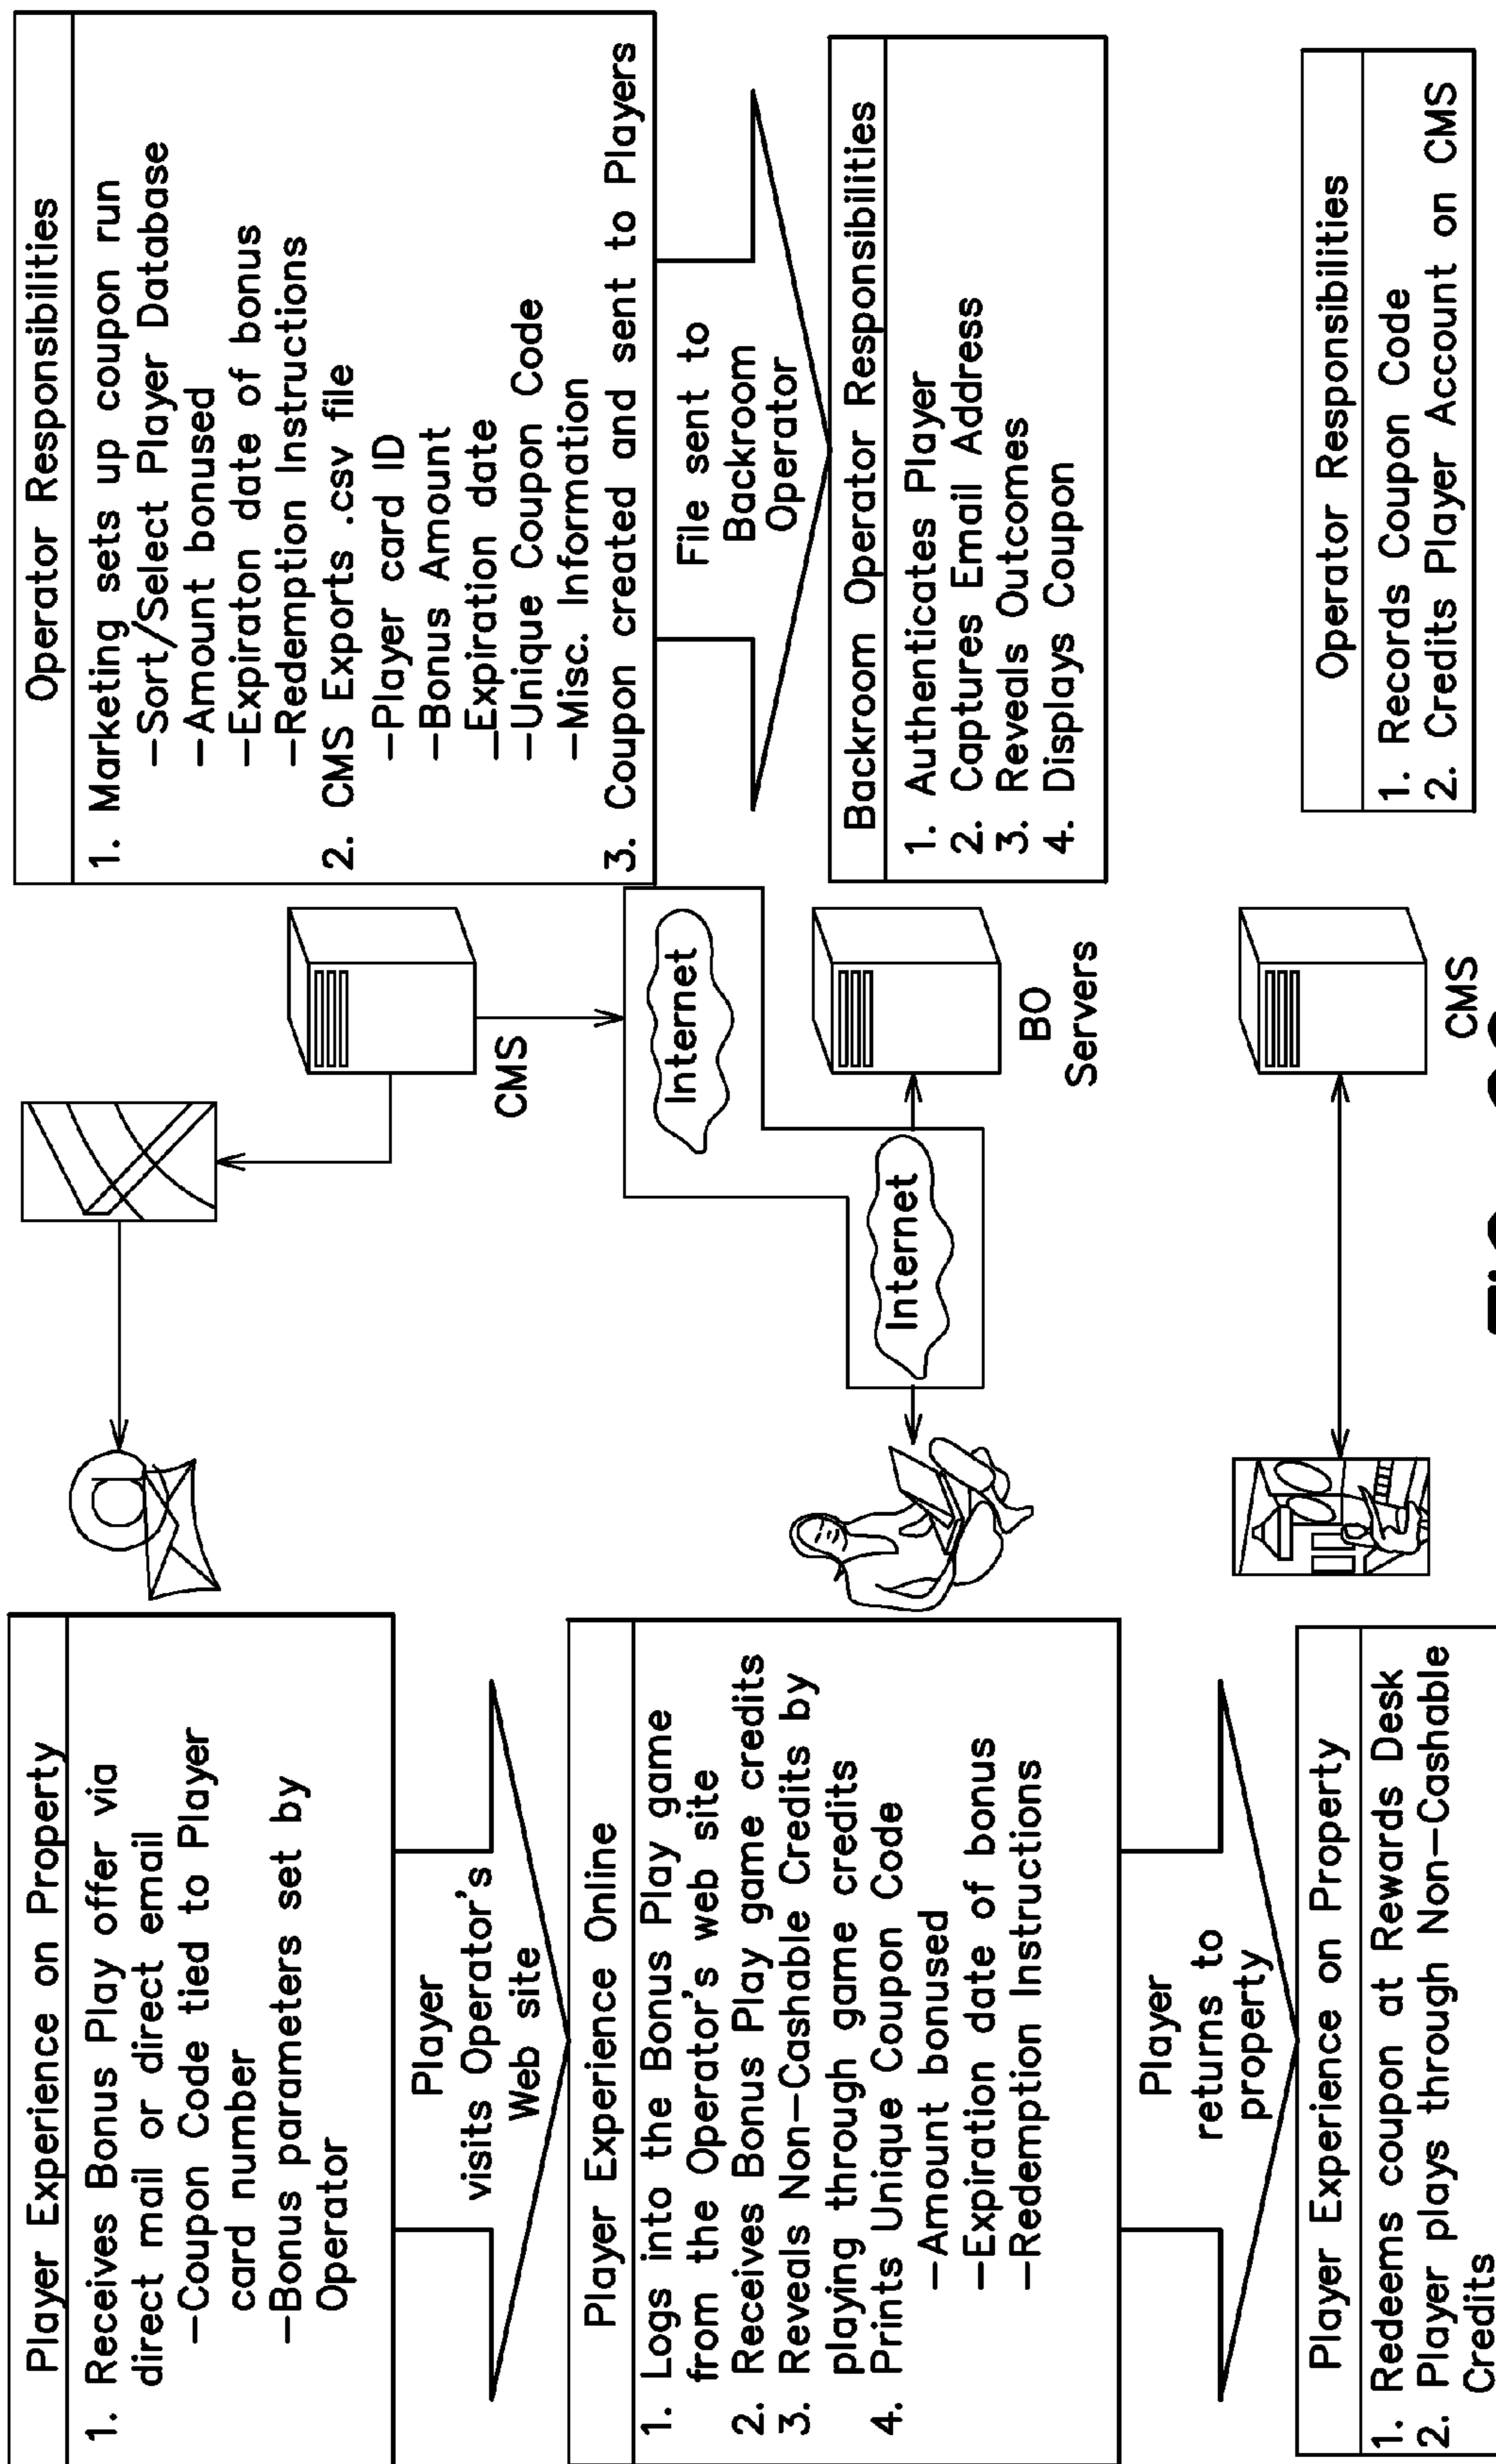 Player Experience on Property
1. Receives Bonus Play offer via
direct mail or direct email
–Coupon Code tied to Player
card number
–Bonus parameters set by
Operator
Player
visits Operator's
Web site
Player Experience Online
1. Logs into the Bonus Play game
from the Operator's web site
2. Receives Bonus Play game credits
3. Reveals Non–Cashable Credits by
playing through game credits
4. Prints Unique Coupon Code
–Amount bonused
–Expiration date of bonus
–Redemption Instructions
Player
returns to
property
Player Experience on Property
1. Redeems coupon at Rewards Desk
2. Player plays through Non–Cashable
Credits
CMS
Internet
Internet
BO
Servers
CMS
Operator Responsibilities
1. Marketing sets up coupon run
–Sort/Select Player Database
–Amount bonused
–Expiraton date of bonus
–Redemption Instructions
2. CMS Exports .csv file
–Player card ID
–Bonus Amount
–Expiration date
–Unique Coupon Code
–Misc. Information
3. Coupon created and sent to Players
File sent to
Backroom
Operator
Backroom Operator Responsibilities
1. Authenticates Player
2. Captures Email Address
3. Reveals Outcomes
4. Displays Coupon
Operator Responsibilities
1. Records Coupon Code
2. Credits Player Account on CMS